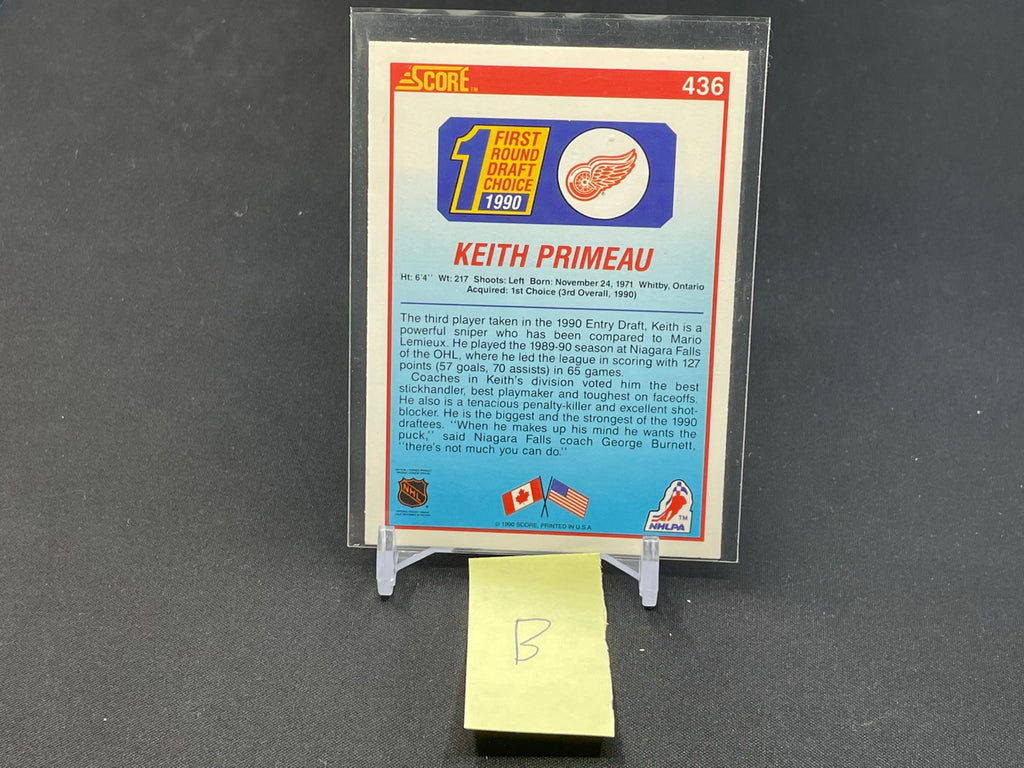 SCORE™
436
1 FIRST
ROUND
DRAFT
CHOICE
1990
KEITH PRIMEAU
Ht: 6'4'' Wt: 217 Shoots: Left Born: November 24, 1971 Whitby, Ontario
Acquired: 1st Choice (3rd Overall, 1990)
The third player taken in the 1990 Entry Draft, Keith is a
powerful sniper who has been compared to Mario
Lemieux. He played the 1989-90 season at Niagara Falls
of the OHL, where he led the league in scoring with 127
points (57 goals, 70 assists) in 65 games.
Coaches in Keith's division voted him the best
stickhandler, best playmaker and toughest on faceoffs.
He also is a tenacious penalty-killer and excellent shot-
blocker. He is the biggest and the strongest of the 1990
draftees. ''When he makes up his mind he wants the
puck,'' said Niagara Falls coach George Burnett,
''there's not much you can do.''
NHL
© 1990 SCORE, PRINTED IN U.S.A.
™
NHLPA
B